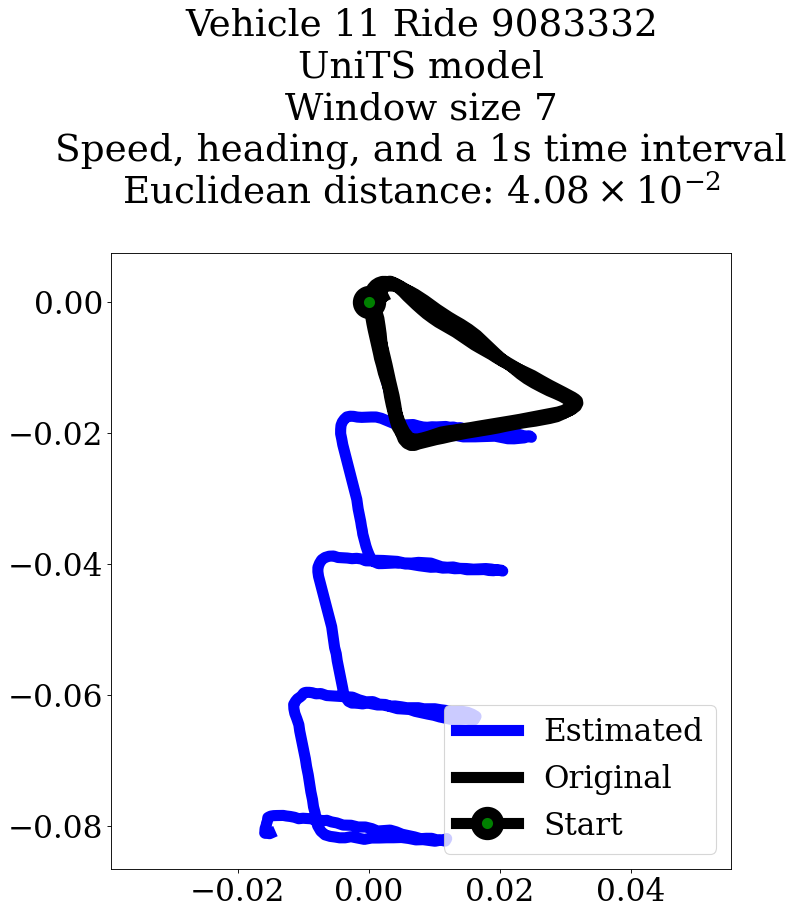 Vehicle 11 Ride 9083332
UniTS model
Window size 7
Speed, heading, and a 1s time interval
Euclidean distance: 4.08 × 10⁻²
0.00
−0.02
−0.04
−0.06
−0.08
Estimated
Original
Start
−0.02 0.00 0.02 0.04